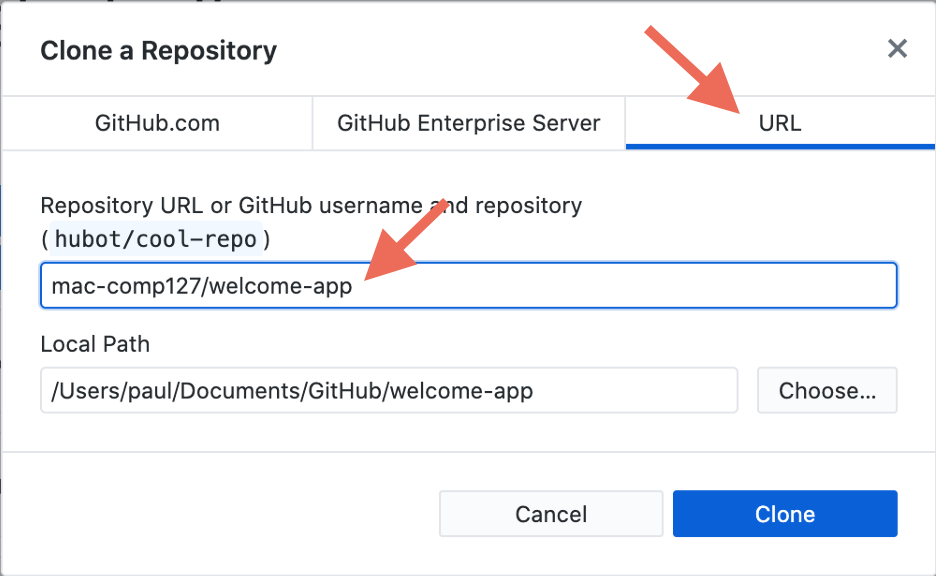 Clone a Repository
GitHub.com
GitHub Enterprise Server
URL
Repository URL or GitHub username and repository
(hubot/cool-repo)
mac-comp127/welcome-app
Local Path
/Users/paul/Documents/GitHub/welcome-app
Choose...
Cancel
Clone